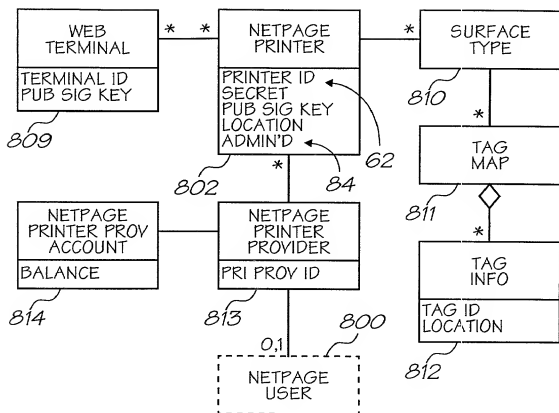 WEB
TERMINAL
TERMINAL ID
PUB SIG KEY
809
*
*
NETPAGE
PRINTER
PRINTER ID
SECRET
PUB SIG KEY
LOCATION
ADMIN'D
802
62
84
*
*
SURFACE
TYPE
810
*
TAG
MAP
811
*
TAG
INFO
TAG ID
LOCATION
812
NETPAGE
PRINTER PROV
ACCOUNT
BALANCE
814
NETPAGE
PRINTER
PROVIDER
PRI PROV ID
813
800
0,1
NETPAGE
USER